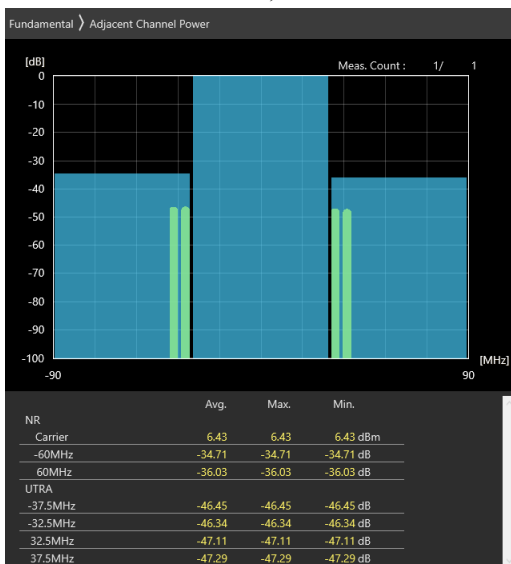 Fundamental 〉 Adjacent Channel Power
[dB]
Meas. Count : 1/ 1
0
-10
-20
-30
-40
-50
-60
-70
-80
-90
-100
[MHz]
-90 90
Avg. Max. Min.
NR
Carrier 6.43 6.43 6.43 dBm
-60MHz -34.71 -34.71 -34.71 dB
60MHz -36.03 -36.03 -36.03 dB
UTRA
-37.5MHz -46.45 -46.45 -46.45 dB
-32.5MHz -46.34 -46.34 -46.34 dB
32.5MHz -47.11 -47.11 -47.11 dB
37.5MHz -47.29 -47.29 -47.29 dB